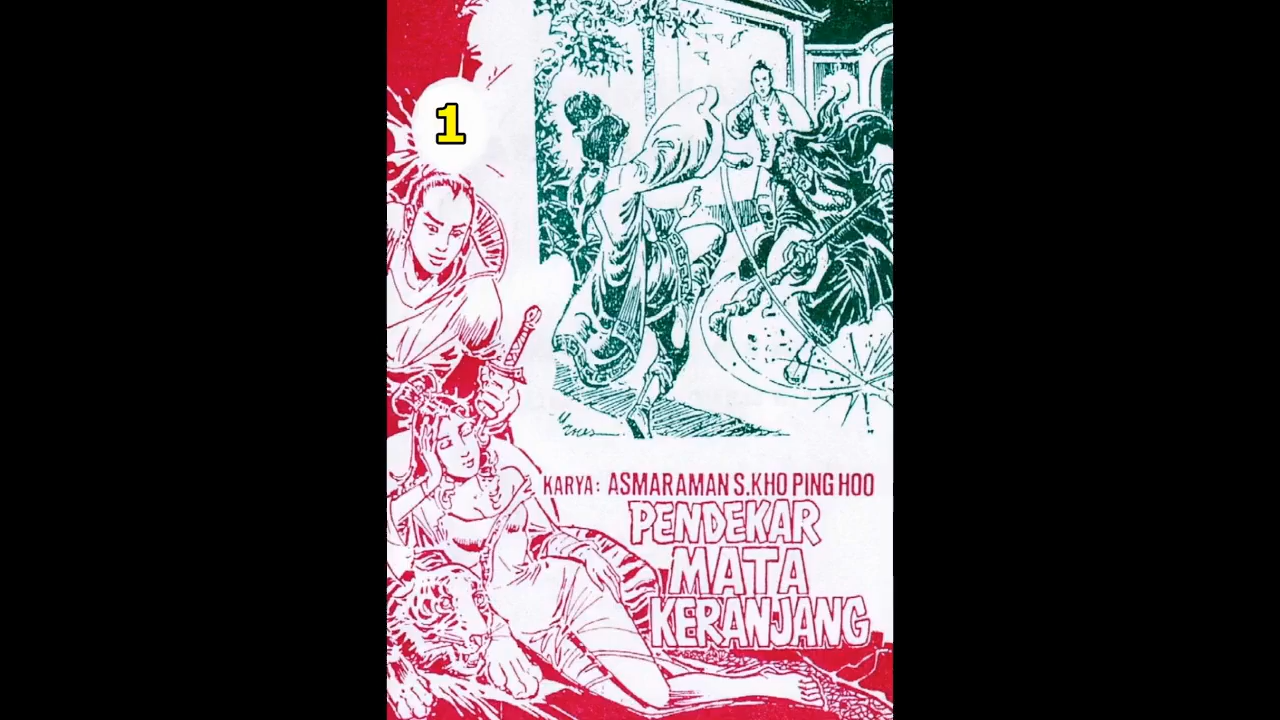 1
KARYA: ASMARAMAN S.KHO PING HOO
PENDEKAR
MATA
KERANJANG